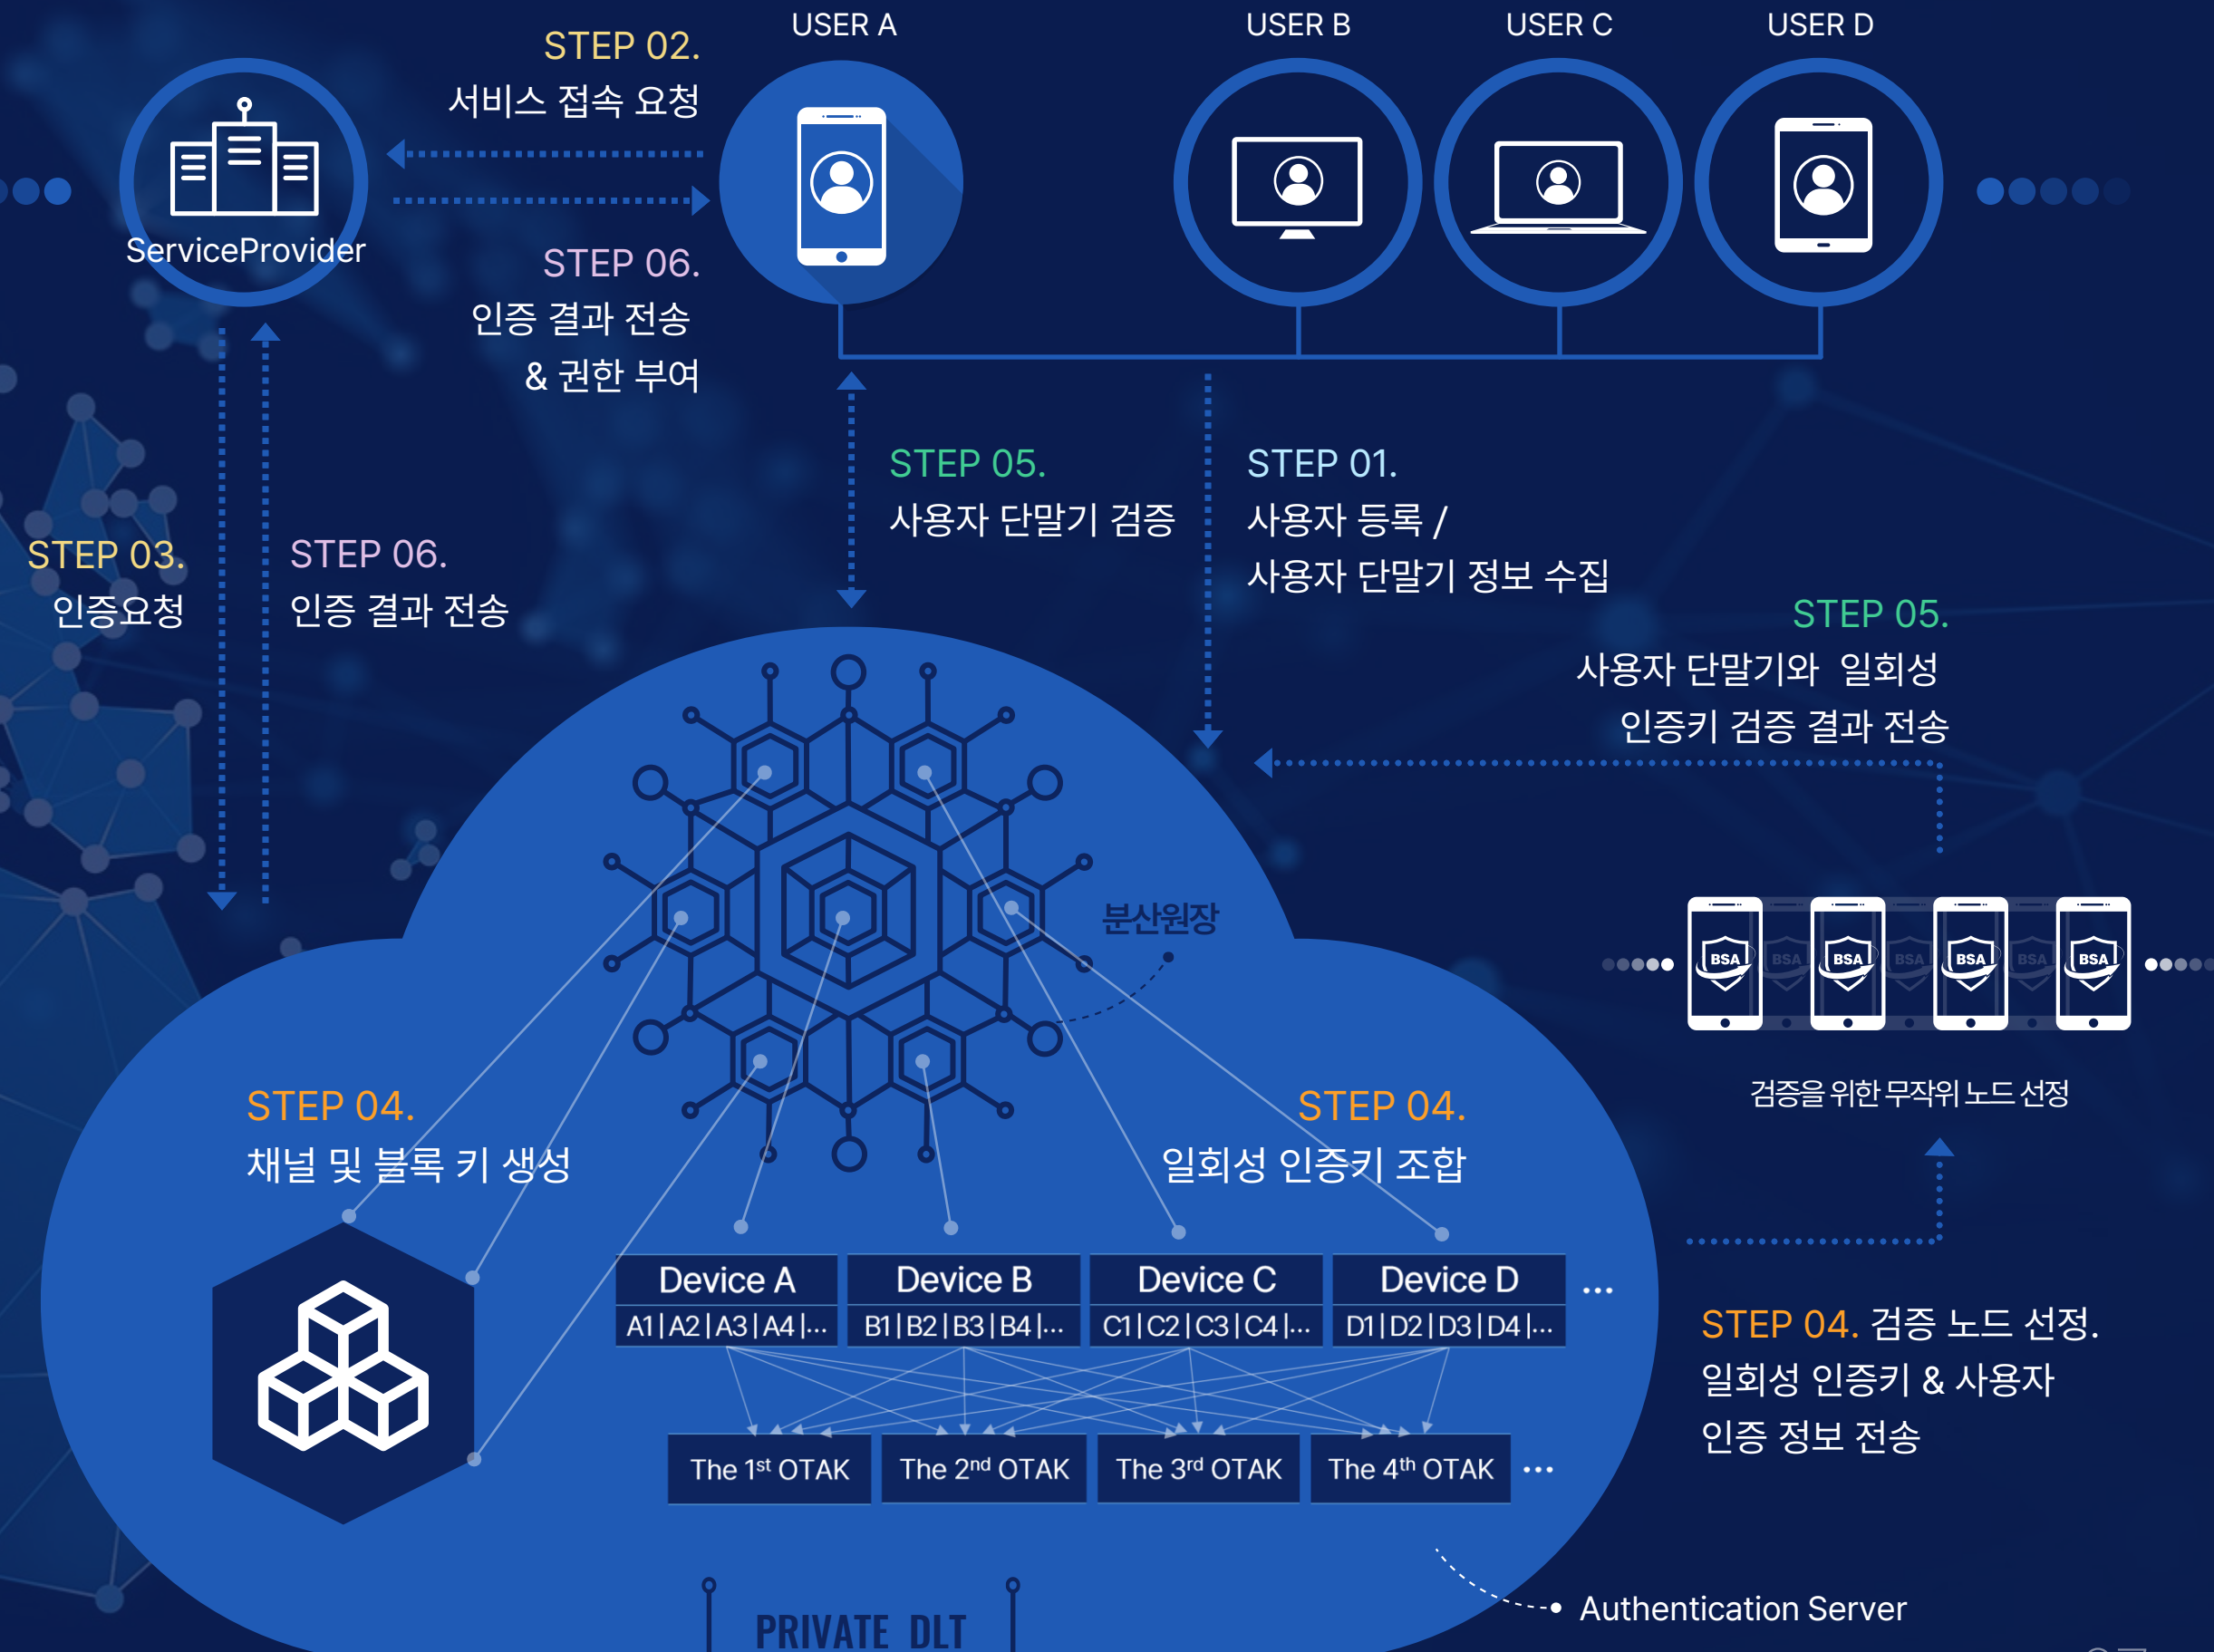 USER A
USER B
USER C
USER D
STEP 02.
서비스 접속 요청
ServiceProvider
STEP 06.
인증 결과 전송
& 권한 부여
STEP 05.
사용자 단말기 검증
STEP 01.
사용자 등록 /
사용자 단말기 정보 수집
STEP 03.
인증요청
STEP 06.
인증 결과 전송
STEP 05.
사용자 단말기와 일회성
인증키 검증 결과 전송
분산원장
BSA
BSA
BSA
BSA
BSA
BSA
BSA
검증을 위한 무작위 노드 선정
STEP 04.
채널 및 블록 키 생성
STEP 04.
일회성 인증키 조합
Device A
Device B
Device C
Device D
...
A1|A2|A3|A4|...
B1|B2|B3|B4|...
C1|C2|C3|C4|...
D1|D2|D3|D4|...
The 1st OTAK
The 2nd OTAK
The 3rd OTAK
The 4th OTAK
...
STEP 04. 검증 노드 선정.
일회성 인증키 & 사용자
인증 정보 전송
Authentication Server
PRIVATE DLT